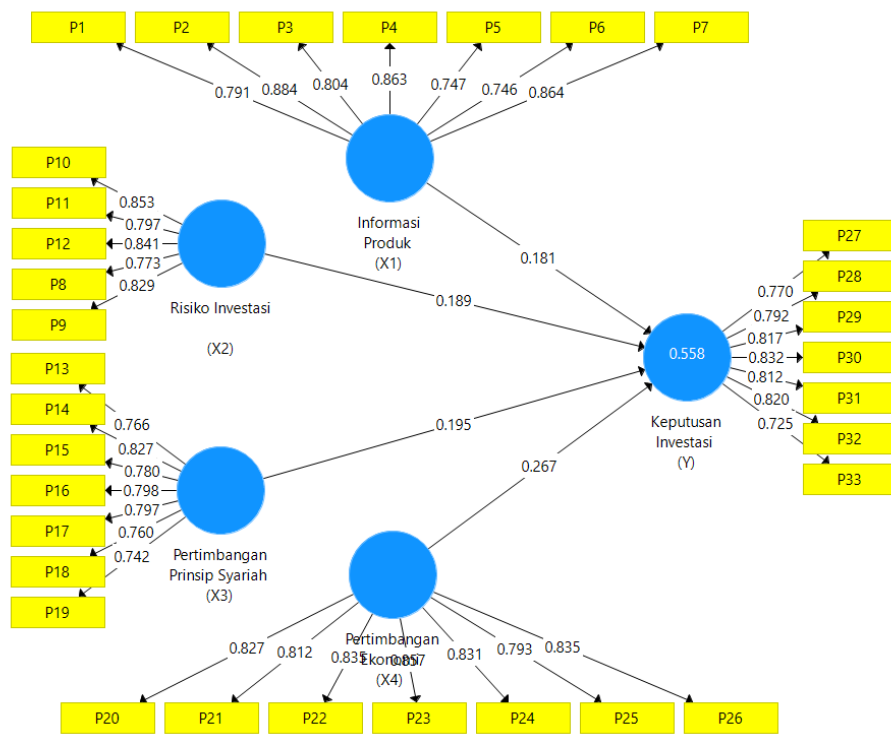 P1 P2 P3 P4 P5 P6 P7
0.791 0.884 0.804 0.863 0.747 0.746 0.864
Informasi
Produk
(X1)
P10
P11
P12
P8
P9
0.853
0.797
0.841
0.773
0.829
Risiko Investasi
(X2)
P13
P14
P15
P16
P17
P18
P19
0.766
0.827
0.780
0.798
0.797
0.760
0.742
Pertimbangan
Prinsip Syariah
(X3)
0.181
0.189
0.195
0.267
0.558
Keputusan
Investasi
(Y)
0.770
0.792
0.817
0.832
0.812
0.820
0.725
P27
P28
P29
P30
P31
P32
P33
Pertimbangan
Ekonomi
(X4)
0.827 0.812 0.835 0.857 0.831 0.793 0.835
P20 P21 P22 P23 P24 P25 P26